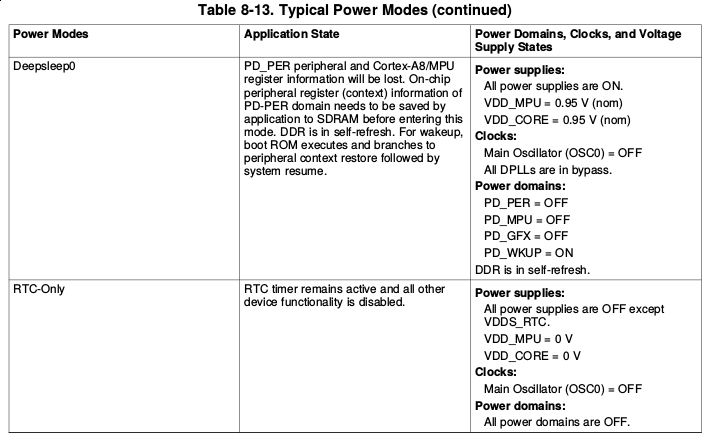 Table 8-13. Typical Power Modes (continued)
Power Modes
Application State
Power Domains, Clocks, and Voltage
Supply States
Deepsleep0
PD_PER peripheral and Cortex-A8/MPU
register information will be lost. On-chip
peripheral register (context) information of
PD-PER domain needs to be saved by
application to SDRAM before entering this
mode. DDR is in self-refresh. For wakeup,
boot ROM executes and branches to
peripheral context restore followed by
system resume.
Power supplies:
All power supplies are ON.
VDD_MPU = 0.95 V (nom)
VDD_CORE = 0.95 V (nom)
Clocks:
Main Oscillator (OSC0) = OFF
All DPLLs are in bypass.
Power domains:
PD_PER = OFF
PD_MPU = OFF
PD_GFX = OFF
PD_WKUP = ON
DDR is in self-refresh.
RTC-Only
RTC timer remains active and all other
device functionality is disabled.
Power supplies:
All power supplies are OFF except
VDDS_RTC.
VDD_MPU = 0 V
VDD_CORE = 0 V
Clocks:
Main Oscillator (OSC0) = OFF
Power domains:
All power domains are OFF.